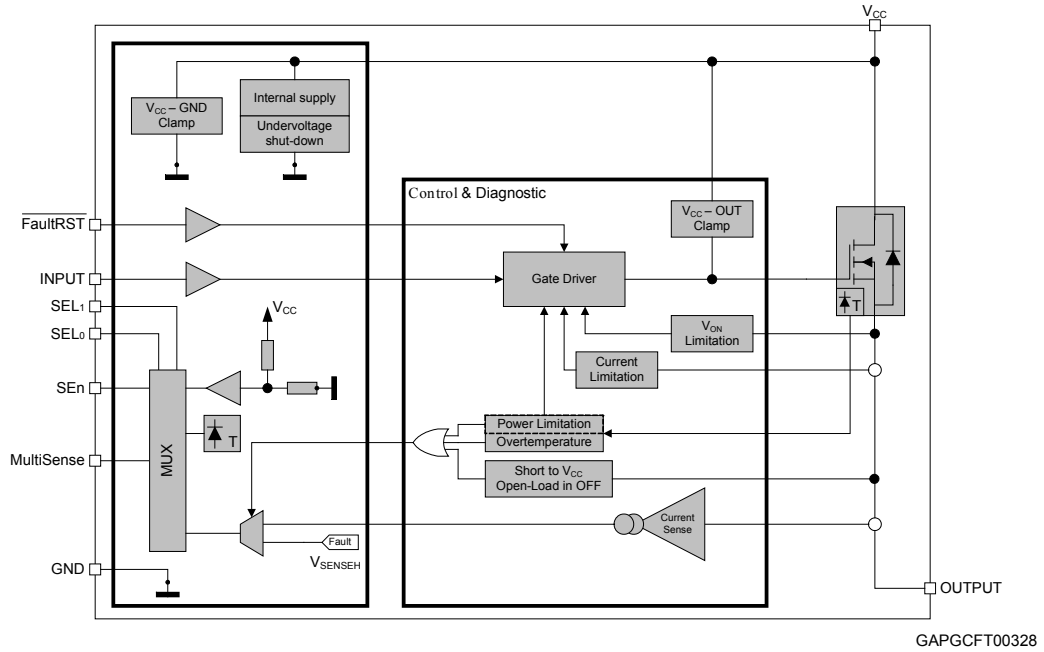 VCC
VCC – GND
Clamp
Internal supply
Undervoltage
shut-down
Control & Diagnostic
FaultRST
VCC – OUT
Clamp
INPUT
Gate Driver
SEL1
VCC
T
SEL0
VON
Limitation
Current
Limitation
SEn
MUX
T
Power Limitation
Overtemperature
MultiSense
Short to VCC
Open-Load in OFF
Current
Sense
Fault
VSENSEH
GND
OUTPUT
GAPGCFT00328